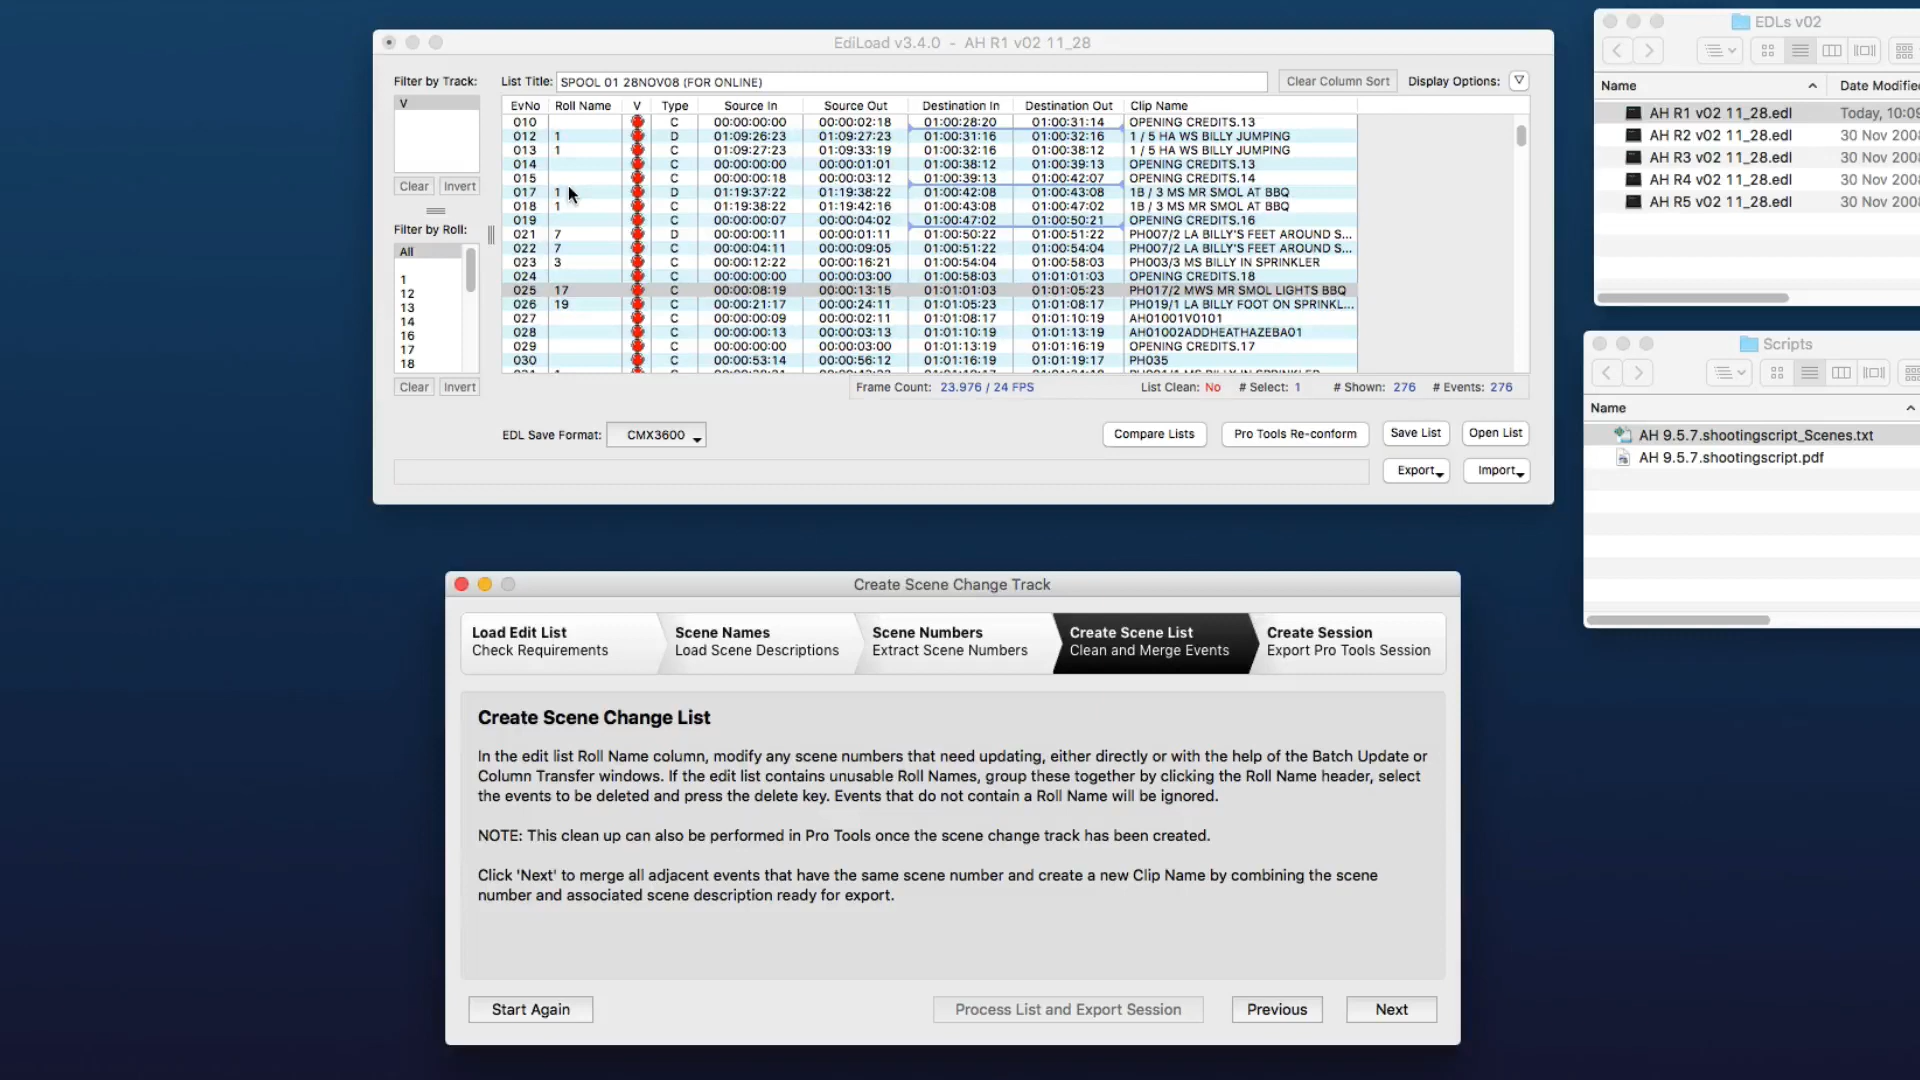 EdiLoad v3.4.0 - AH R1 v02 11_28
Filter by Track:
V
Clear Invert
Filter by Roll:
All
1
12
13
14
16
17
18
Clear Invert
List Title: SPOOL 01 28NOV08 (FOR ONLINE) Clear Column Sort Display Options:
EvNo Roll Name V Type Source In Source Out Destination In Destination Out Clip Name
010 C 00:00:00:00 00:00:02:18 01:00:28:20 01:00:31:14 OPENING CREDITS.13
012 1 D 01:09:26:23 01:09:27:23 01:00:31:16 01:00:32:16 1 / 5 HA WS BILLY JUMPING
013 1 C 01:09:27:23 01:09:33:19 01:00:32:16 01:00:38:12 1 / 5 HA WS BILLY JUMPING
014 C 00:00:00:00 00:00:01:01 01:00:38:12 01:00:39:13 OPENING CREDITS.13
015 C 00:00:00:18 00:00:03:12 01:00:39:13 01:00:42:07 OPENING CREDITS.14
017 1 D 01:19:37:22 01:19:38:22 01:00:42:08 01:00:43:08 1B / 3 MS MR SMOL AT BBQ
018 1 C 01:19:38:22 01:19:42:16 01:00:43:08 01:00:47:02 1B / 3 MS MR SMOL AT BBQ
019 C 00:00:00:07 00:00:04:02 01:00:47:02 01:00:50:21 OPENING CREDITS.16
021 7 D 00:00:00:11 00:00:01:11 01:00:50:22 01:00:51:22 PH007/2 LA BILLY'S FEET AROUND S...
022 7 C 00:00:04:11 00:00:09:05 01:00:51:22 01:00:54:04 PH007/2 LA BILLY'S FEET AROUND S...
023 3 C 00:00:12:22 00:00:16:21 01:00:54:04 01:00:58:03 PH003/3 MS BILLY IN SPRINKLER
024 C 00:00:00:00 00:00:03:00 01:00:58:03 01:01:01:03 OPENING CREDITS.18
025 17 C 00:00:08:19 00:00:13:15 01:01:01:03 01:01:05:23 PH017/2 MWS MR SMOL LIGHTS BBQ
026 19 C 00:00:21:17 00:00:24:11 01:01:05:23 01:01:08:17 PH019/1 LA BILLY FOOT ON SPRINKL...
027 C 00:00:00:09 00:00:02:11 01:01:08:17 01:01:10:19 AH01001V0101
028 C 00:00:00:13 00:00:03:13 01:01:10:19 01:01:13:19 AH01002ADDHEATHAZEBA01
029 C 00:00:00:00 00:00:03:00 01:01:13:19 01:01:16:19 OPENING CREDITS.17
030 C 00:00:53:14 00:00:56:12 01:01:16:19 01:01:19:17 PH035
Frame Count: 23.976 / 24 FPS List Clean: No # Select: 1 # Shown: 276 # Events: 276
EDL Save Format: CMX3600 Compare Lists Pro Tools Re-conform Save List Open List
Export Import
EDLs v02
Name Date Modifie
AH R1 v02 11_28.edl Today, 10:09
AH R2 v02 11_28.edl 30 Nov 2008
AH R3 v02 11_28.edl 30 Nov 2008
AH R4 v02 11_28.edl 30 Nov 2008
AH R5 v02 11_28.edl 30 Nov 2008
Scripts
Name
AH 9.5.7.shootingscript_Scenes.txt
AH 9.5.7.shootingscript.pdf
Create Scene Change Track
Load Edit List Scene Names Scene Numbers Create Scene List Create Session
Check Requirements Load Scene Descriptions Extract Scene Numbers Clean and Merge Events Export Pro Tools Session
Create Scene Change List
In the edit list Roll Name column, modify any scene numbers that need updating, either directly or with the help of the Batch Update or
Column Transfer windows. If the edit list contains unusable Roll Names, group these together by clicking the Roll Name header, select
the events to be deleted and press the delete key. Events that do not contain a Roll Name will be ignored.
NOTE: This clean up can also be performed in Pro Tools once the scene change track has been created.
Click 'Next' to merge all adjacent events that have the same scene number and create a new Clip Name by combining the scene
number and associated scene description ready for export.
Start Again Process List and Export Session Previous Next